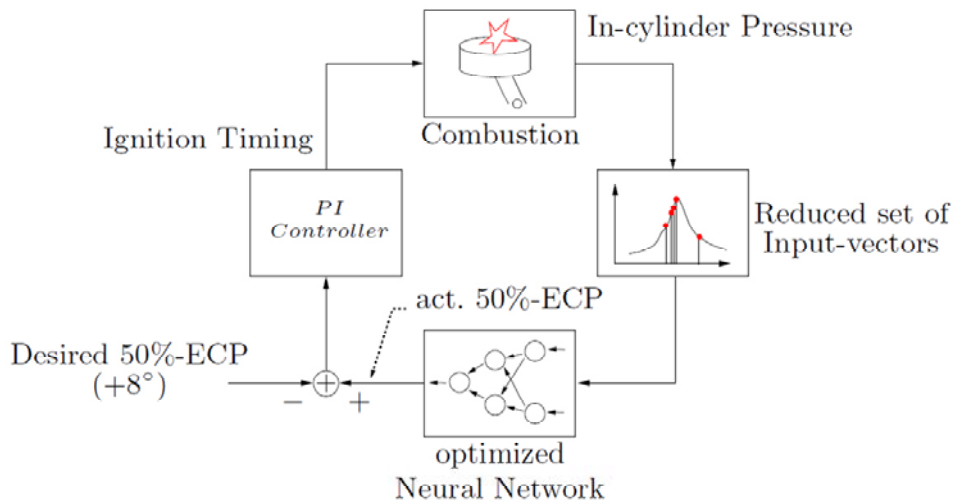 In-cylinder Pressure
Combustion
Ignition Timing
PI
Controller
Reduced set of
Input-vectors
act. 50%-ECP
Desired 50%-ECP
(+8°)
− + +
optimized
Neural Network